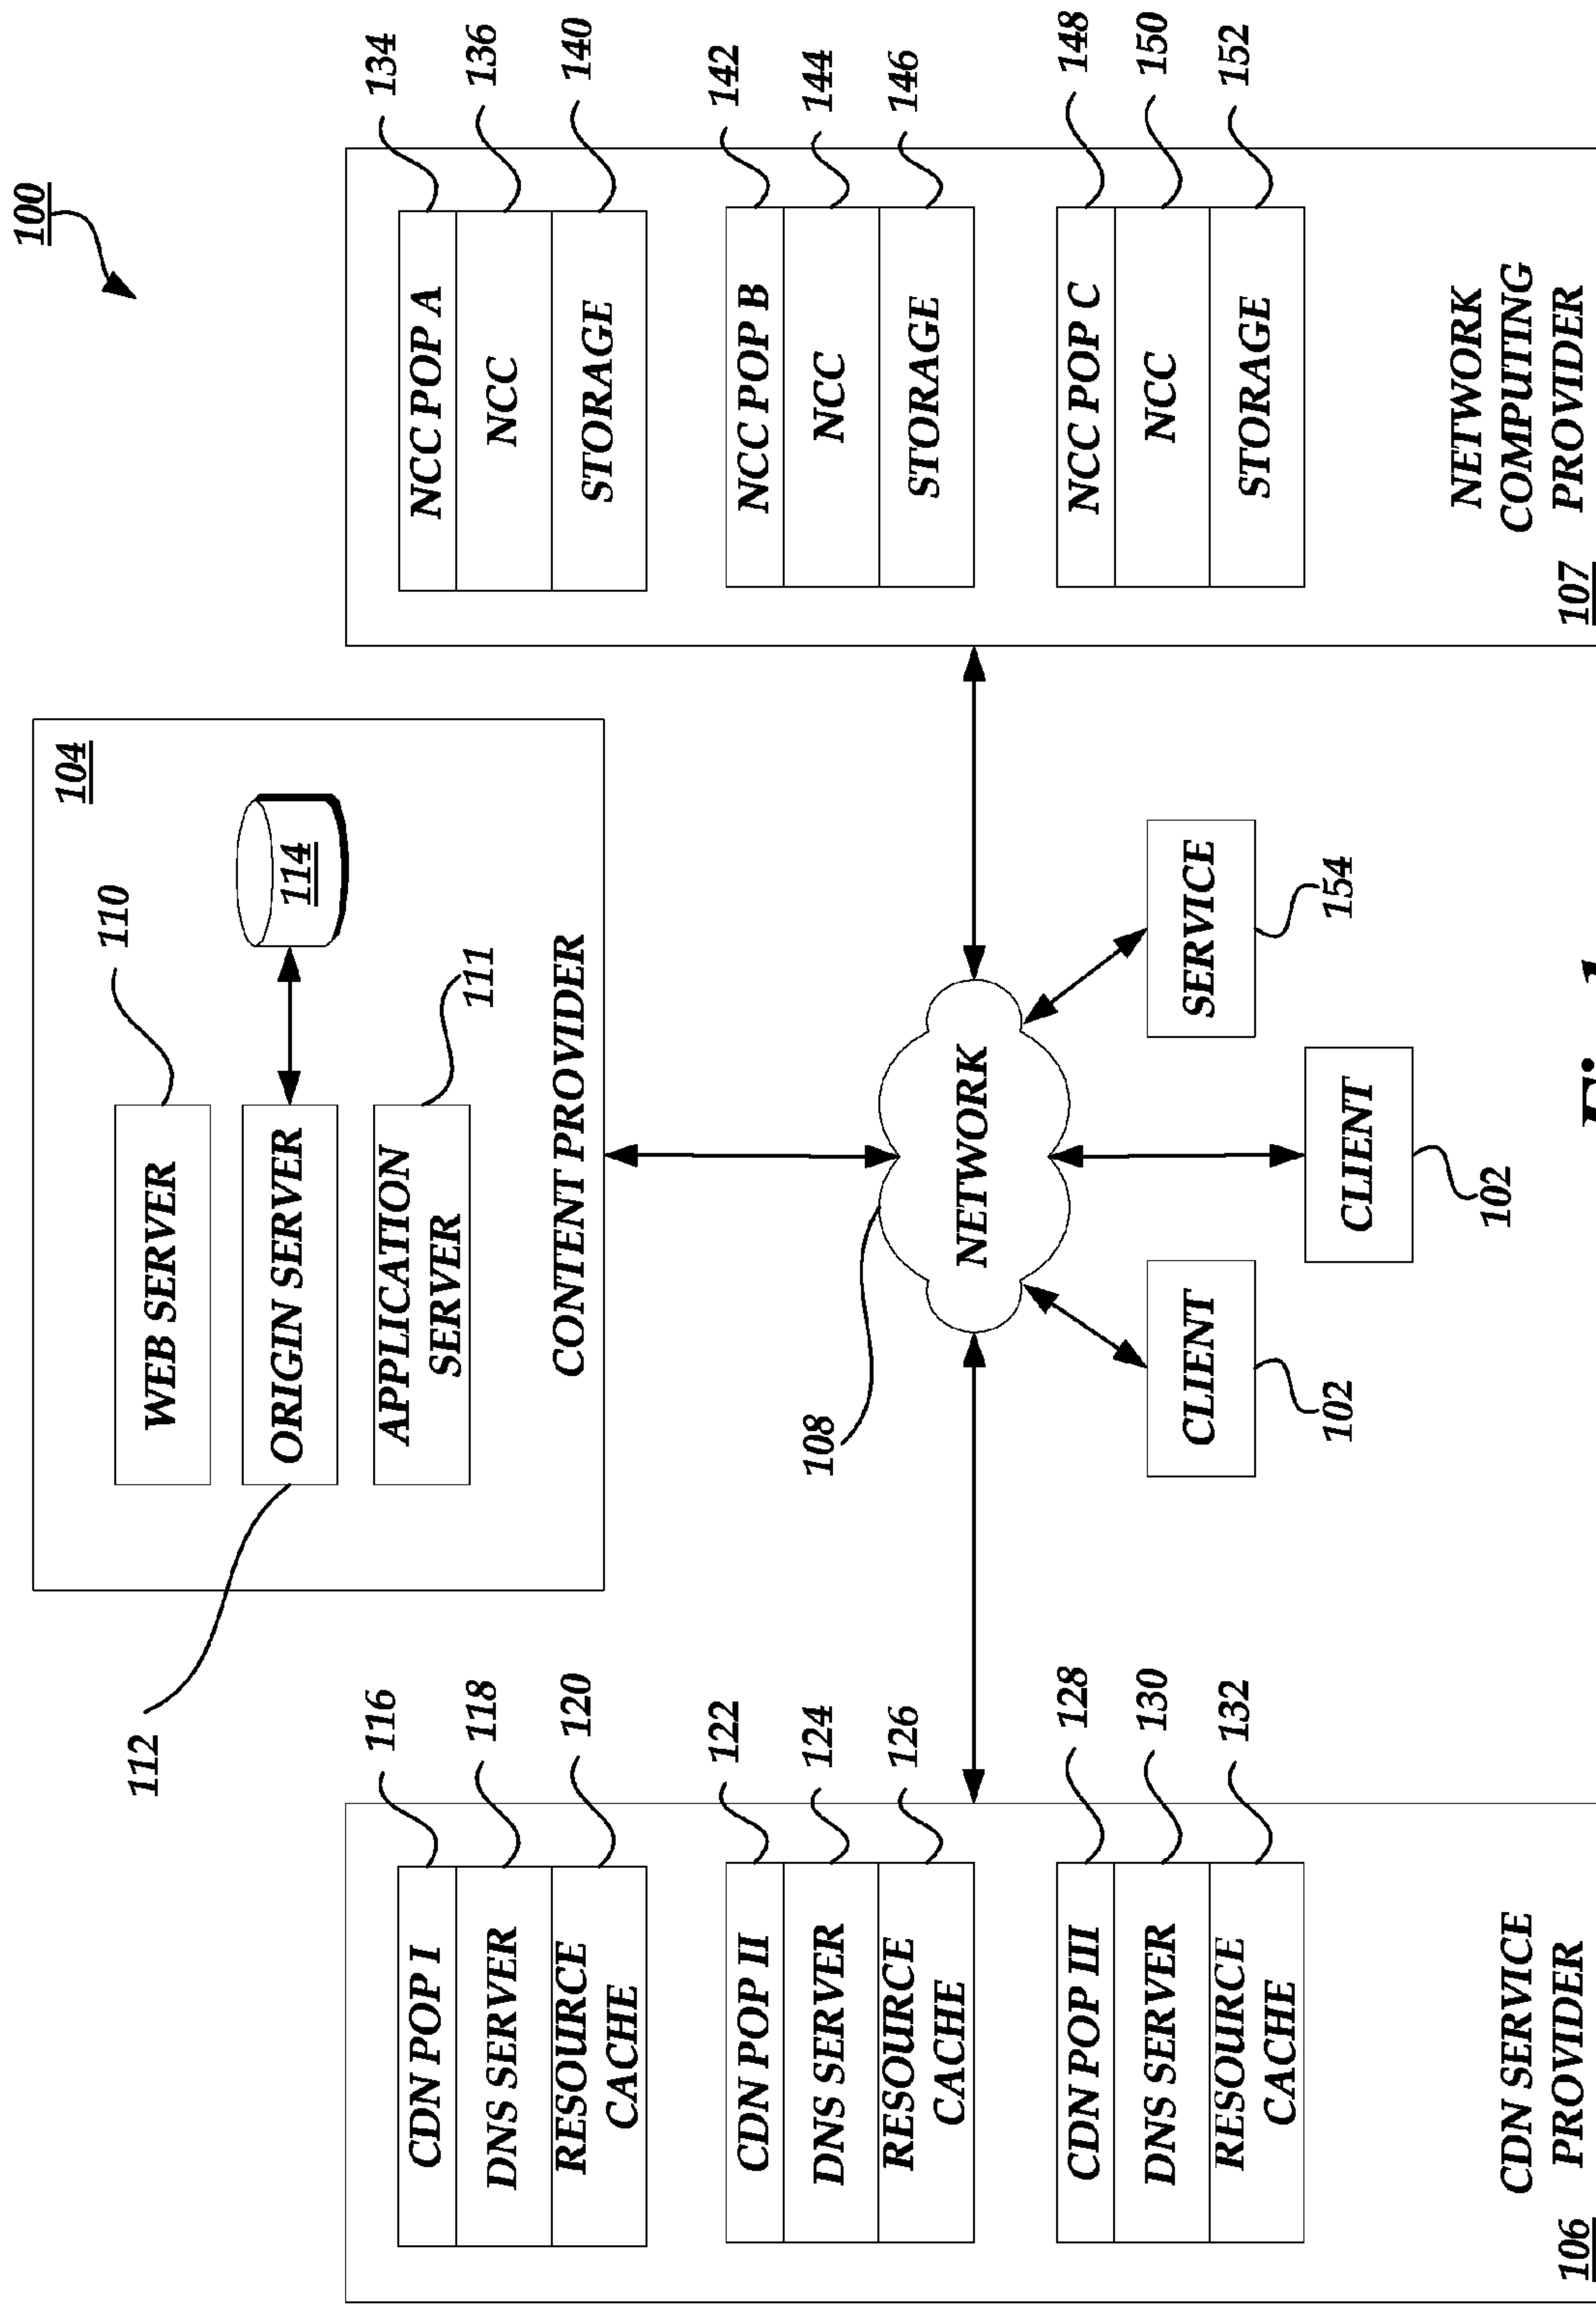 100
104
110
WEB SERVER
ORIGIN SERVER
114
APPLICATION
SERVER
111
CONTENT PROVIDER
112
116
CDN POP I
118
DNS SERVER
120
RESOURCE
CACHE
122
CDN POP II
124
DNS SERVER
126
RESOURCE
CACHE
128
CDN POP III
130
DNS SERVER
132
RESOURCE
CACHE
CDN SERVICE
PROVIDER
106
108
NETWORK
CLIENT
102
CLIENT
102
SERVICE
154
134
NCC POP A
136
NCC
140
STORAGE
142
NCC POP B
144
NCC
146
STORAGE
148
NCC POP C
150
NCC
152
STORAGE
NETWORK
COMPUTING
PROVIDER
107